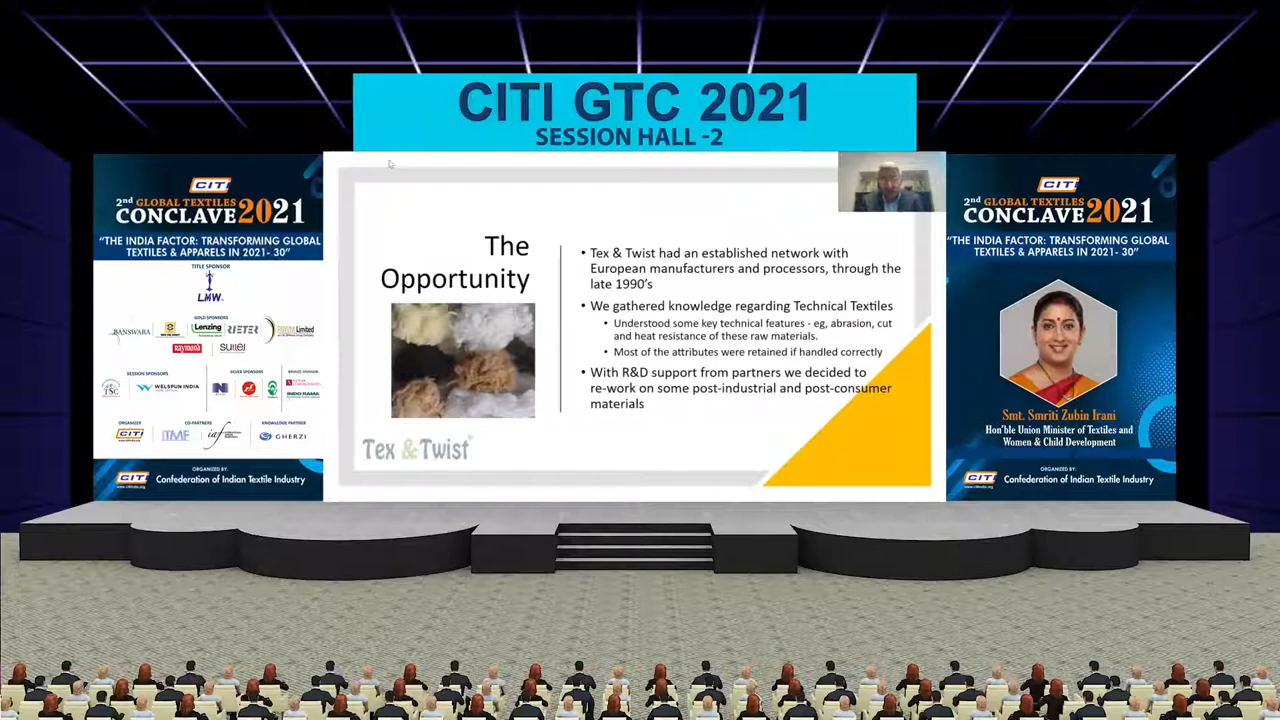 CITI GTC 2021
SESSION HALL -2
CITI
2nd GLOBAL TEXTILES
CONCLAVE 2021
"THE INDIA FACTOR: TRANSFORMING GLOBAL
TEXTILES & APPARELS IN 2021- 30"
TITLE SPONSOR
LMW
GOLD SPONSORS
BANSWARA
Lenzing
RIETER
Limited
Raymond
SUTLEJ
SILVER SPONSORS
SESSION SPONSORS
WELSPUN INDIA
INDO RAMA
ORGANIZER
CO-PARTNERS
KNOWLEDGE PARTNER
CITI
ITMF
iaf
GHERZI
CITI
ORGANIZED BY:
Confederation of Indian Textile Industry
The
Opportunity
Tex & Twist
• Tex & Twist had an established network with
European manufacturers and processors, through the
late 1990's
• We gathered knowledge regarding Technical Textiles
• Understood some key technical features - eg, abrasion, cut
and heat resistance of these raw materials.
• Most of the attributes were retained if handled correctly
• With R&D support from partners we decided to
re-work on some post-industrial and post-consumer
materials
CITI
2nd GLOBAL TEXTILES
CONCLAVE 2021
"THE INDIA FACTOR: TRANSFORMING GLOBAL
TEXTILES & APPARELS IN 2021- 30"
Smt. Smriti Zubin Irani
Hon'ble Union Minister of Textiles and
Women & Child Development
CITI
ORGANIZED BY:
Confederation of Indian Textile Industry